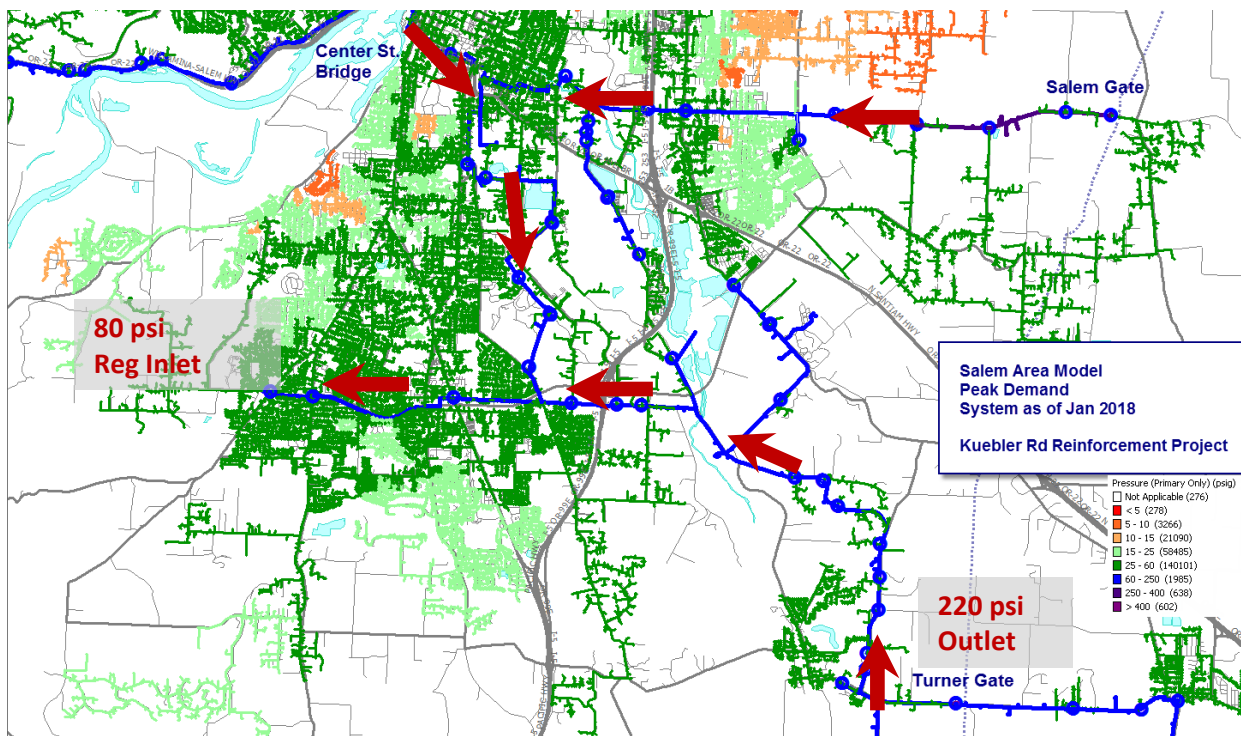 Center St.
Bridge
Salem Gate
80 psi
Reg Inlet
N SANTIAM HWY
Salem Area Model
Peak Demand
System as of Jan 2018
Kuebler Rd Reinforcement Project
Pressure (Primary Only) (psig)
Not Applicable (276)
< 5 (278)
5 - 10 (3266)
10 - 15 (21090)
15 - 25 (58485)
25 - 60 (140101)
60 - 250 (1985)
250 - 400 (638)
> 400 (602)
220 psi
Outlet
Turner Gate